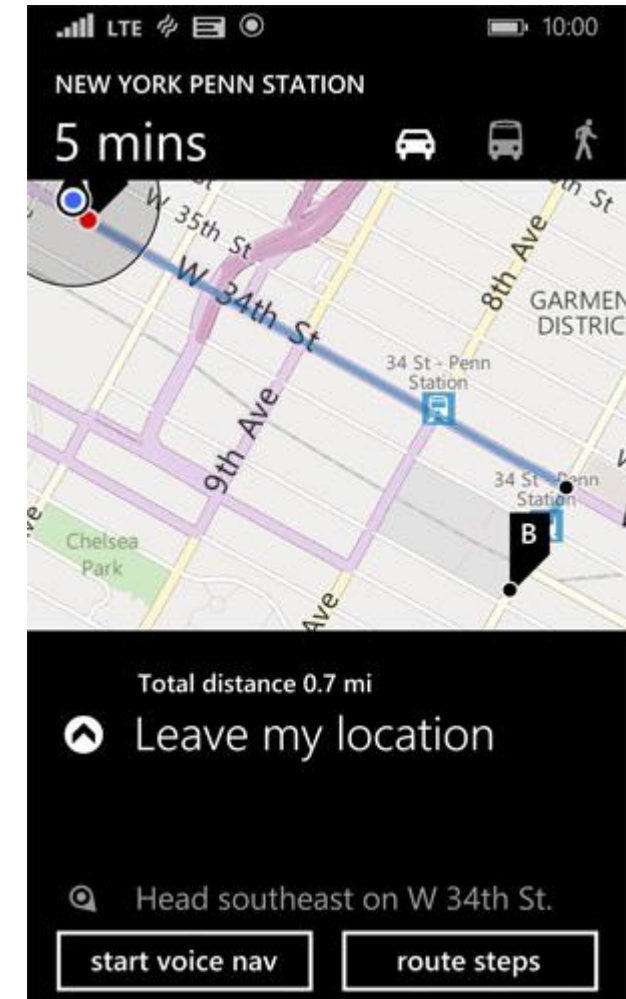 LTE 10:00
NEW YORK PENN STATION
5 mins
W 35th St
W 34th St
8th Ave
GARMEN
DISTRIC
34 St - Penn
Station
9th Ave
34 St - Penn
Station
B
Chelsea
Park
Ave
Total distance 0.7 mi
Leave my location
Head southeast on W 34th St.
start voice nav
route steps